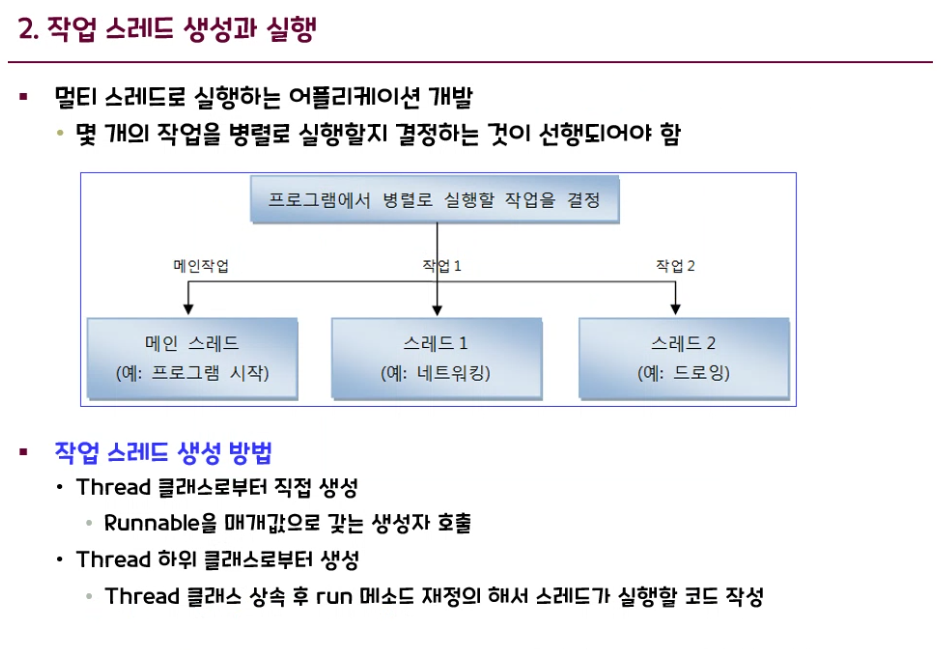 2. 작업 스레드 생성과 실행
멀티 스레드로 실행하는 어플리케이션 개발
몇 개의 작업을 병렬로 실행할지 결정하는 것이 선행되어야 함
프로그램에서 병렬로 실행할 작업을 결정
메인작업 작업1 작업2
메인 스레드 스레드1 스레드2
(예: 프로그램 시작) (예: 네트워킹) (예: 드로잉)
작업 스레드 생성 방법
Thread 클래스로부터 직접 생성
Runnable을 매개값으로 갖는 생성자 호출
Thread 하위 클래스로부터 생성
Thread 클래스 상속 후 run 메소드 재정의 해서 스레드가 실행할 코드 작성